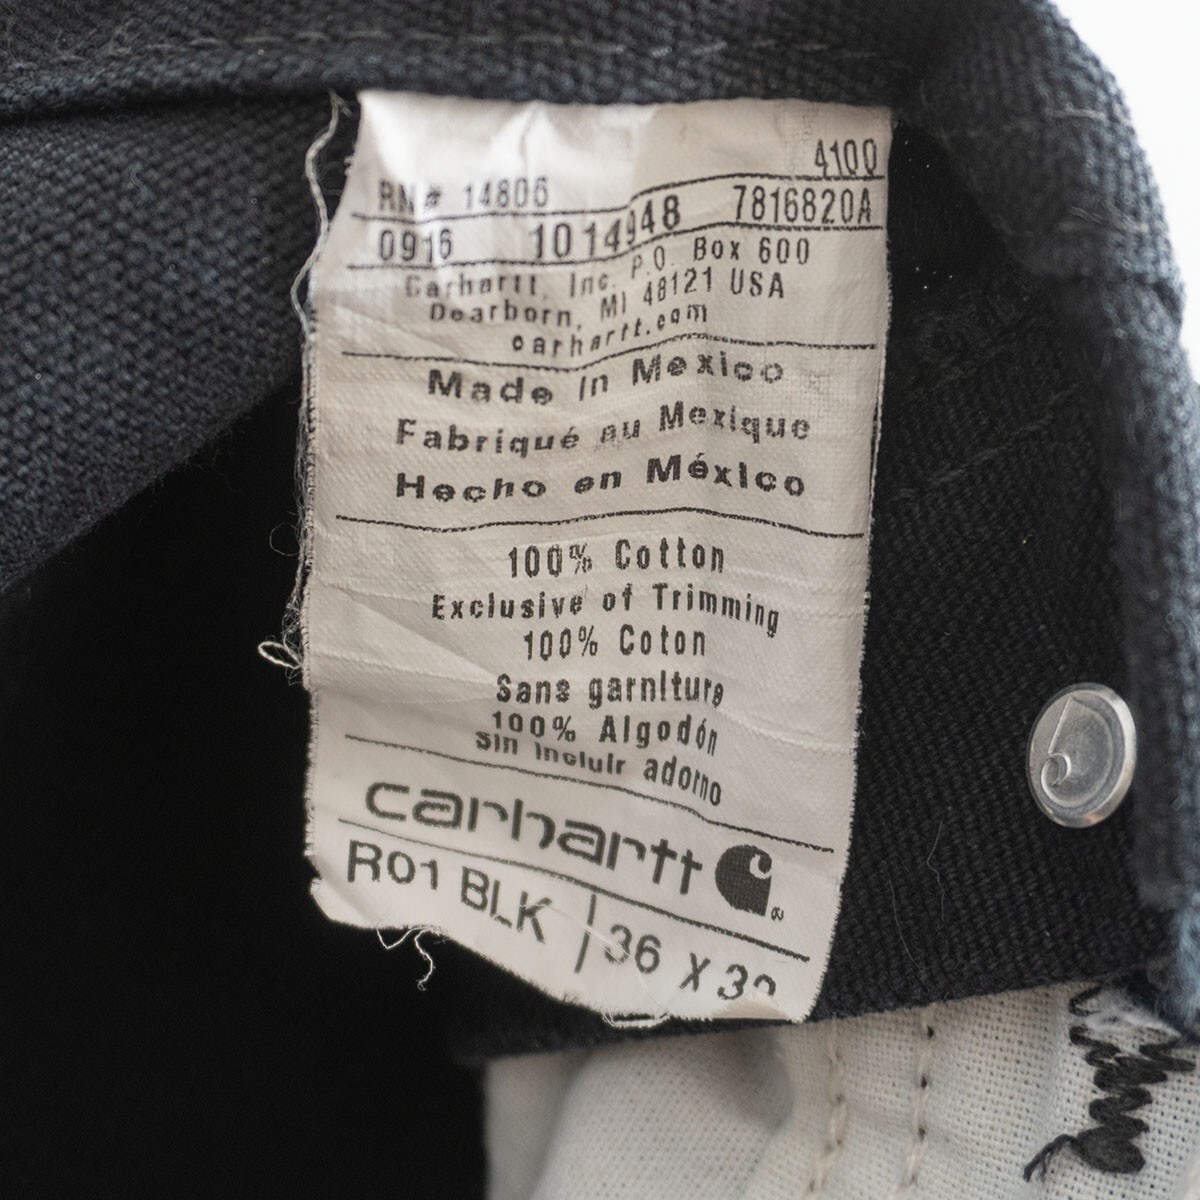 4100
RN# 14806
0916 1014948 7816820A
Carhartt, Inc. P.O. Box 600
Dearborn, MI 48121 USA
carhartt.com
Made in Mexico
Fabriqué au Mexique
Hecho en México
100% Cotton
Exclusive of Trimming
100% Coton
Sans garniture
100% Algodón
Sin incluir adorno
carhartt
R01 BLK 36 X